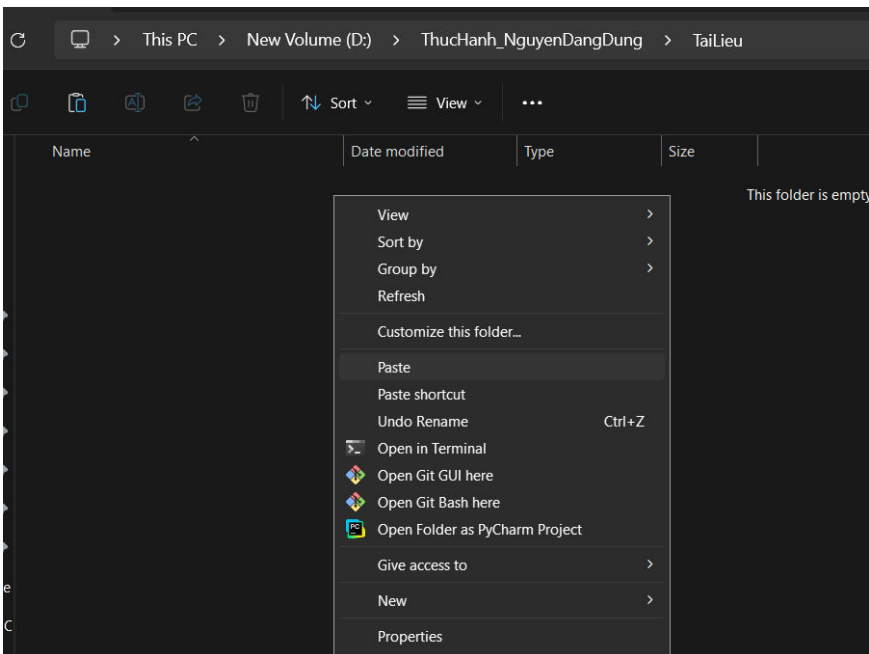 This PC > New Volume (D:) > ThucHanh_NguyenDangDung > TaiLieu
Sort View ...
Name Date modified Type Size
This folder is empty
View
Sort by
Group by
Refresh
Customize this folder...
Paste
Paste shortcut
Undo Rename Ctrl+Z
Open in Terminal
Open Git GUI here
Open Git Bash here
PC Open Folder as PyCharm Project
Give access to
e
New
C
Properties